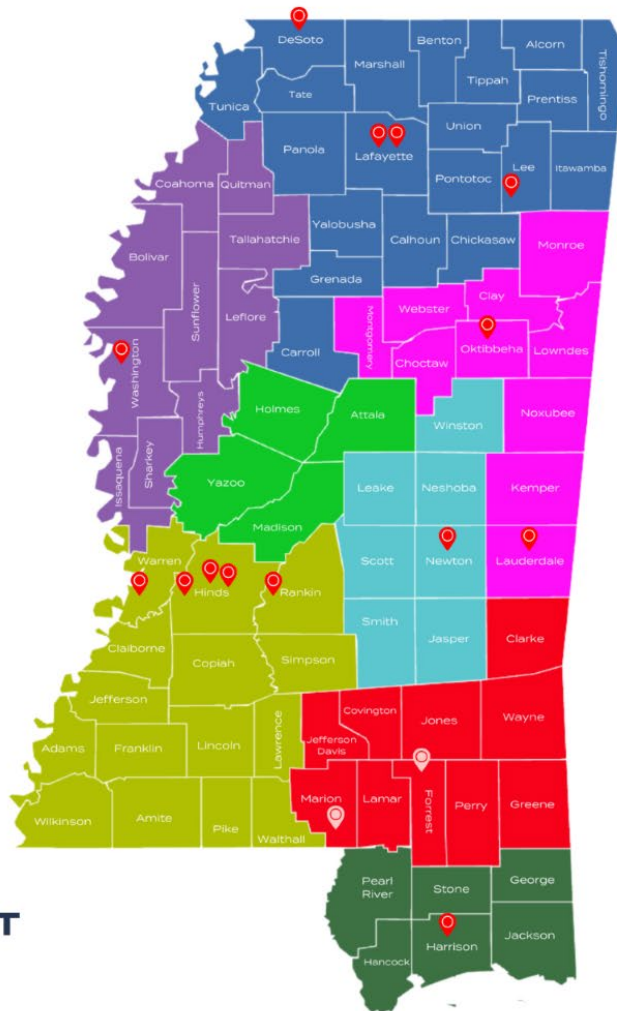 DeSoto
Benton
Alcorn
Marshall
Tippah
Tishomingo
Tate
Prentiss
Tunica
Union
Panola
Lafayette
Lee
Coahoma
Quitman
Pontotoc
Itawamba
Yalobusha
Tallahatchie
Calhoun
Chickasaw
Monroe
Bolivar
Grenada
Sunflower
Leflore
Montgomery
Webster
Clay
Carroll
Choctaw
Oktibbeha
Lowndes
Washington
Humphreys
Holmes
Attala
Winston
Noxubee
Issaquena
Sharkey
Yazoo
Leake
Neshoba
Kemper
Madison
Warren
Hinds
Rankin
Scott
Newton
Lauderdale
Claiborne
Copiah
Simpson
Smith
Jasper
Clarke
Jefferson
Covington
Jones
Wayne
Adams
Franklin
Lincoln
Lawrence
Jefferson
Davis
Wilkinson
Amite
Pike
Walthall
Marion
Lamar
Forrest
Perry
Greene
Pearl
River
Stone
George
T
Hancock
Harrison
Jackson